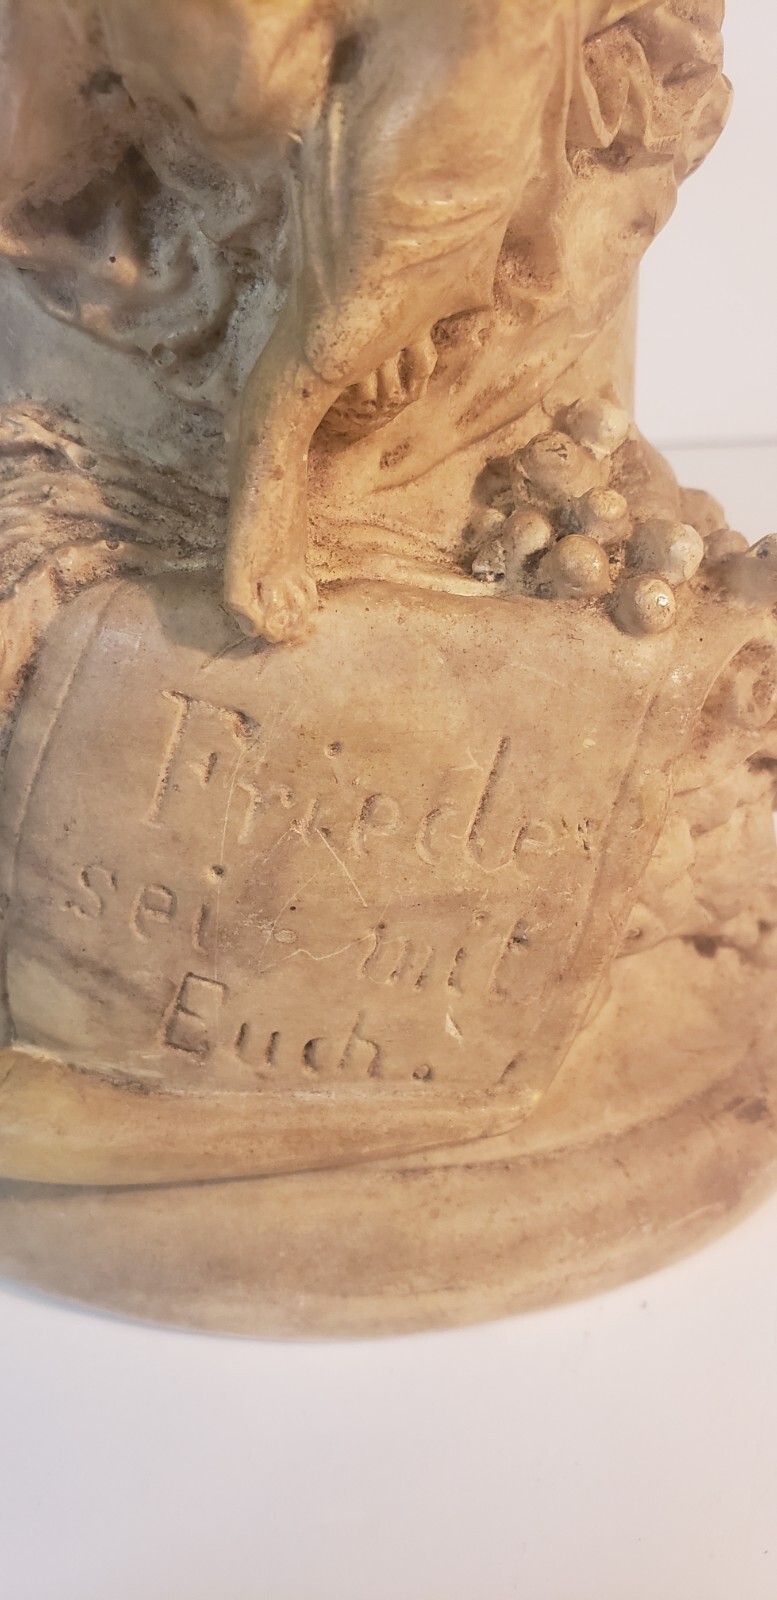 Friede
sei mit
Euch.